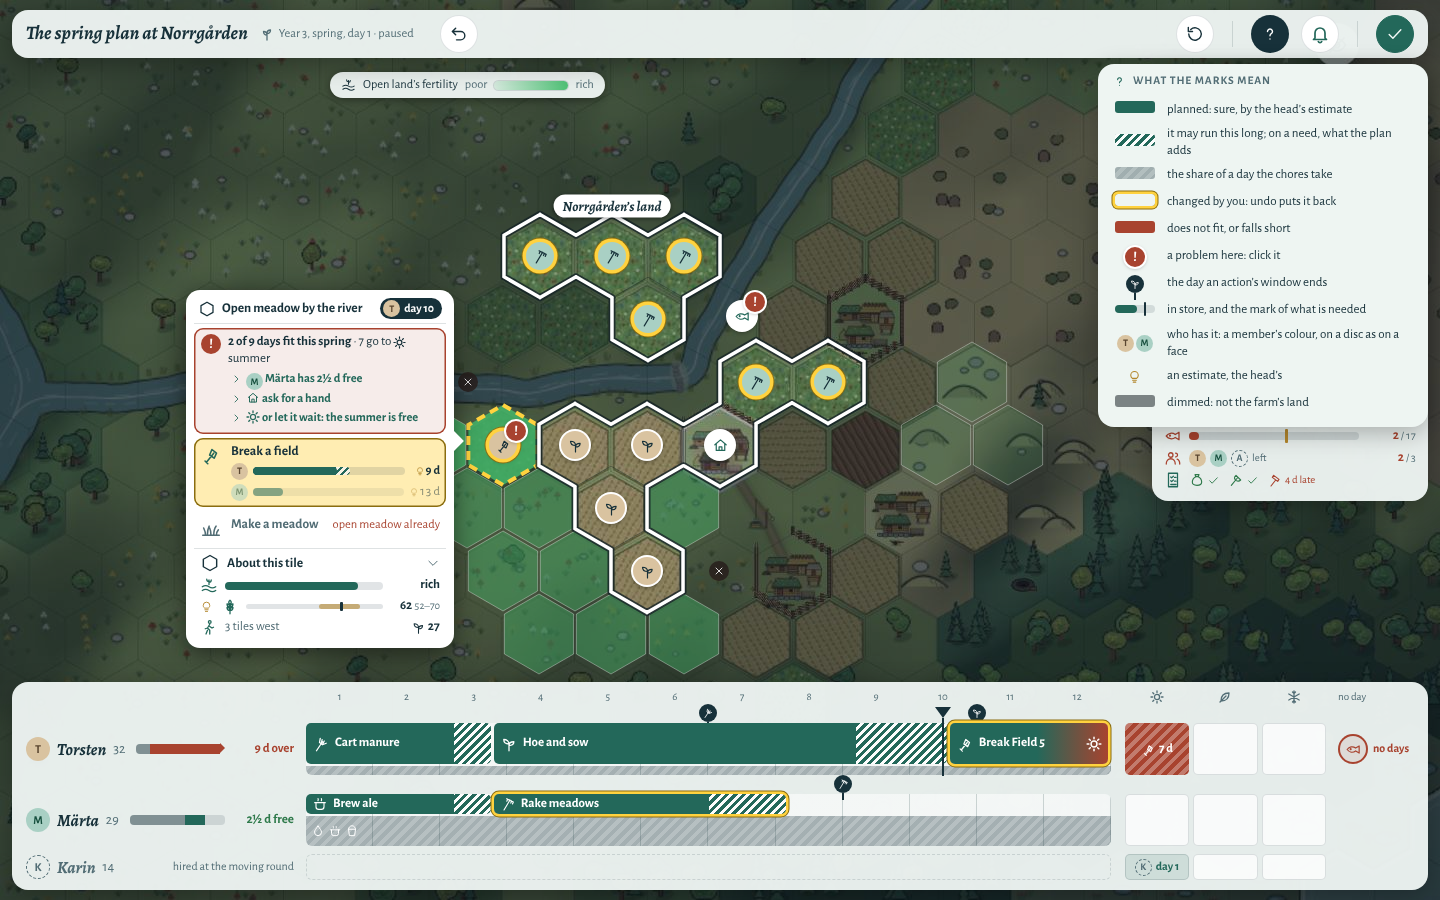 The spring plan at Norrgården
Year 3, spring, day 1 · paused
?
Open land's fertility poor rich
? WHAT THE MARKS MEAN
planned: sure, by the head's estimate
it may run this long; on a need, what the plan
adds
the share of a day the chores take
changed by you: undo puts it back
does not fit, or falls short
! a problem here: click it
the day an action's window ends
in store, and the mark of what is needed
T M who has it: a member's colour, on a disc as on a
face
an estimate, the head's
dimmed: not the farm's land
2 / 17
T M A left 2 / 3
4 d late
Norrgården's land
!
!
Open meadow by the river T day 10
! 2 of 9 days fit this spring · 7 go to
summer
M Märta has 2½ d free
ask for a hand
or let it wait: the summer is free
Break a field
T 9 d
M 13 d
Make a meadow open meadow already
About this tile
rich
62 52–70
3 tiles west 27
1 2 3 4 5 6 7 8 9 10 11 12 no day
T Torsten 32 9 d over
Cart manure
Hoe and sow
Break Field 5
7 d
no days
M Märta 29 2½ d free
Brew ale
Rake meadows
K Karin 14 hired at the moving round
K day 1